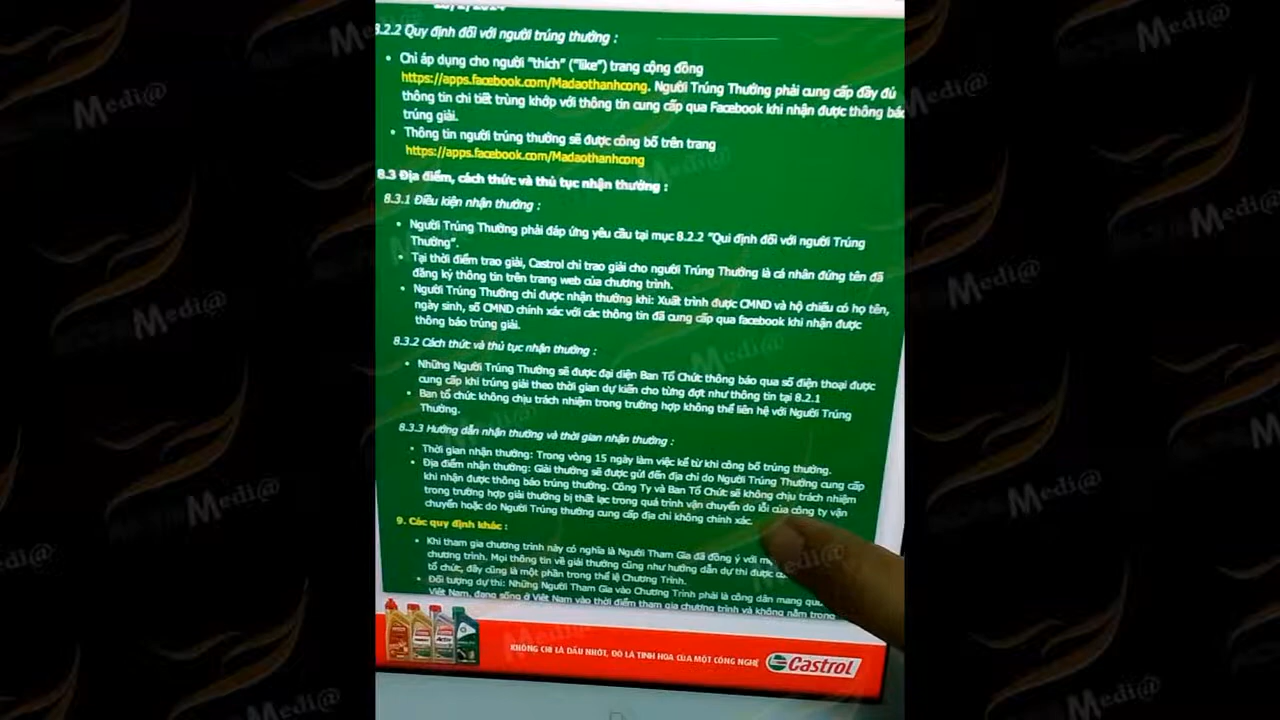 8.2.2 Quy định đối với người trúng thưởng :
• Chỉ áp dụng cho người "thích" ("like") trang cộng đồng
https://apps.facebook.com/Madaothanhcong. Người Trúng Thưởng phải cung cấp đầy đủ
thông tin chi tiết trùng khớp với thông tin cung cấp qua Facebook khi nhận được thông báo
trúng giải.
• Thông tin người trúng thưởng sẽ được công bố trên trang
https://apps.facebook.com/Madaothanhcong
8.3 Địa điểm, cách thức và thủ tục nhận thưởng :
8.3.1 Điều kiện nhận thưởng :
• Người Trúng Thưởng phải đáp ứng yêu cầu tại mục 8.2.2 "Qui định đối với người Trúng
Thưởng".
• Tại thời điểm trao giải, Castrol chỉ trao giải cho người Trúng Thưởng là cá nhân đứng tên đã
đăng ký thông tin trên trang web của chương trình.
• Người Trúng Thưởng chỉ được nhận thưởng khi: Xuất trình được CMND và hộ chiếu có họ tên,
ngày sinh, số CMND chính xác với các thông tin đã cung cấp qua facebook khi nhận được
thông báo trúng giải.
8.3.2 Cách thức và thủ tục nhận thưởng :
• Những Người Trúng Thưởng sẽ được đại diện Ban Tổ Chức thông báo qua số điện thoại được
cung cấp khi trúng giải theo thời gian dự kiến cho từng đợt như thông tin tại 8.2.1
• Ban tổ chức không chịu trách nhiệm trong trường hợp không thể liên hệ với Người Trúng
Thưởng.
8.3.3 Hướng dẫn nhận thưởng và thời gian nhận thưởng :
• Thời gian nhận thưởng: Trong vòng 15 ngày làm việc kể từ khi công bố trúng thưởng.
• Địa điểm nhận thưởng: Giải thưởng sẽ được gửi đến địa chỉ do Người Trúng Thưởng cung cấp
khi nhận được thông báo trúng thưởng. Công Ty và Ban Tổ Chức sẽ không chịu trách nhiệm
trong trường hợp giải thưởng bị thất lạc trong quá trình vận chuyển do lỗi của công ty vận
chuyển hoặc do Người Trúng thưởng cung cấp địa chỉ không chính xác.
9. Các quy định khác :
• Khi tham gia chương trình này có nghĩa là Người Tham Gia đã đồng ý với
chương trình. Mọi thông tin về giải thưởng cũng như hướng dẫn dự thi được
tổ chức, đây cũng là một phần trong thể lệ Chương Trình.
• Đối tượng dự thi: Những Người Tham Gia vào Chương Trình phải là công dân mang
Việt Nam, đang sống ở Việt Nam vào thời điểm tham gia chương trình và không nằm trong
KHÔNG CHỈ LÀ DẦU NHỚT, ĐÓ LÀ TINH HOA CỦA MỘT CÔNG NGHỆ
Castrol
Medi@